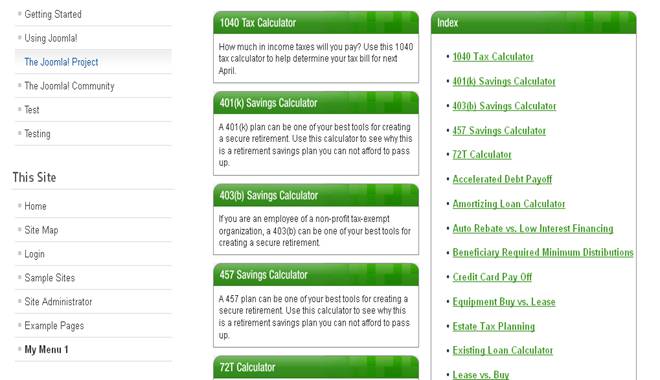 Getting Started
Using Joomla!
The Joomla! Project
The Joomla! Community
Test
Testing
This Site
Home
Site Map
Login
Sample Sites
Site Administrator
Example Pages
My Menu 1
1040 Tax Calculator
How much in income taxes will you pay? Use this 1040
tax calculator to help determine your tax bill for next
April.
401(k) Savings Calculator
A 401(k) plan can be one of your best tools for creating
a secure retirement. Use this calculator to see why this
is a retirement savings plan you can not afford to pass
up.
403(b) Savings Calculator
If you are an employee of a non-profit tax-exempt
organization, a 403(b) can be one of your best tools for
creating a secure retirement.
457 Savings Calculator
A 457 plan can be one of your best tools for creating a
secure retirement. Use this calculator to see why this
is a retirement savings plan you can not afford to pass
up.
72T Calculator
Index
1040 Tax Calculator
401(k) Savings Calculator
403(b) Savings Calculator
457 Savings Calculator
72T Calculator
Accelerated Debt Payoff
Amortizing Loan Calculator
Auto Rebate vs. Low Interest Financing
Beneficiary Required Minimum Distributions
Credit Card Pay Off
Equipment Buy vs. Lease
Estate Tax Planning
Existing Loan Calculator
Lease vs. Buy